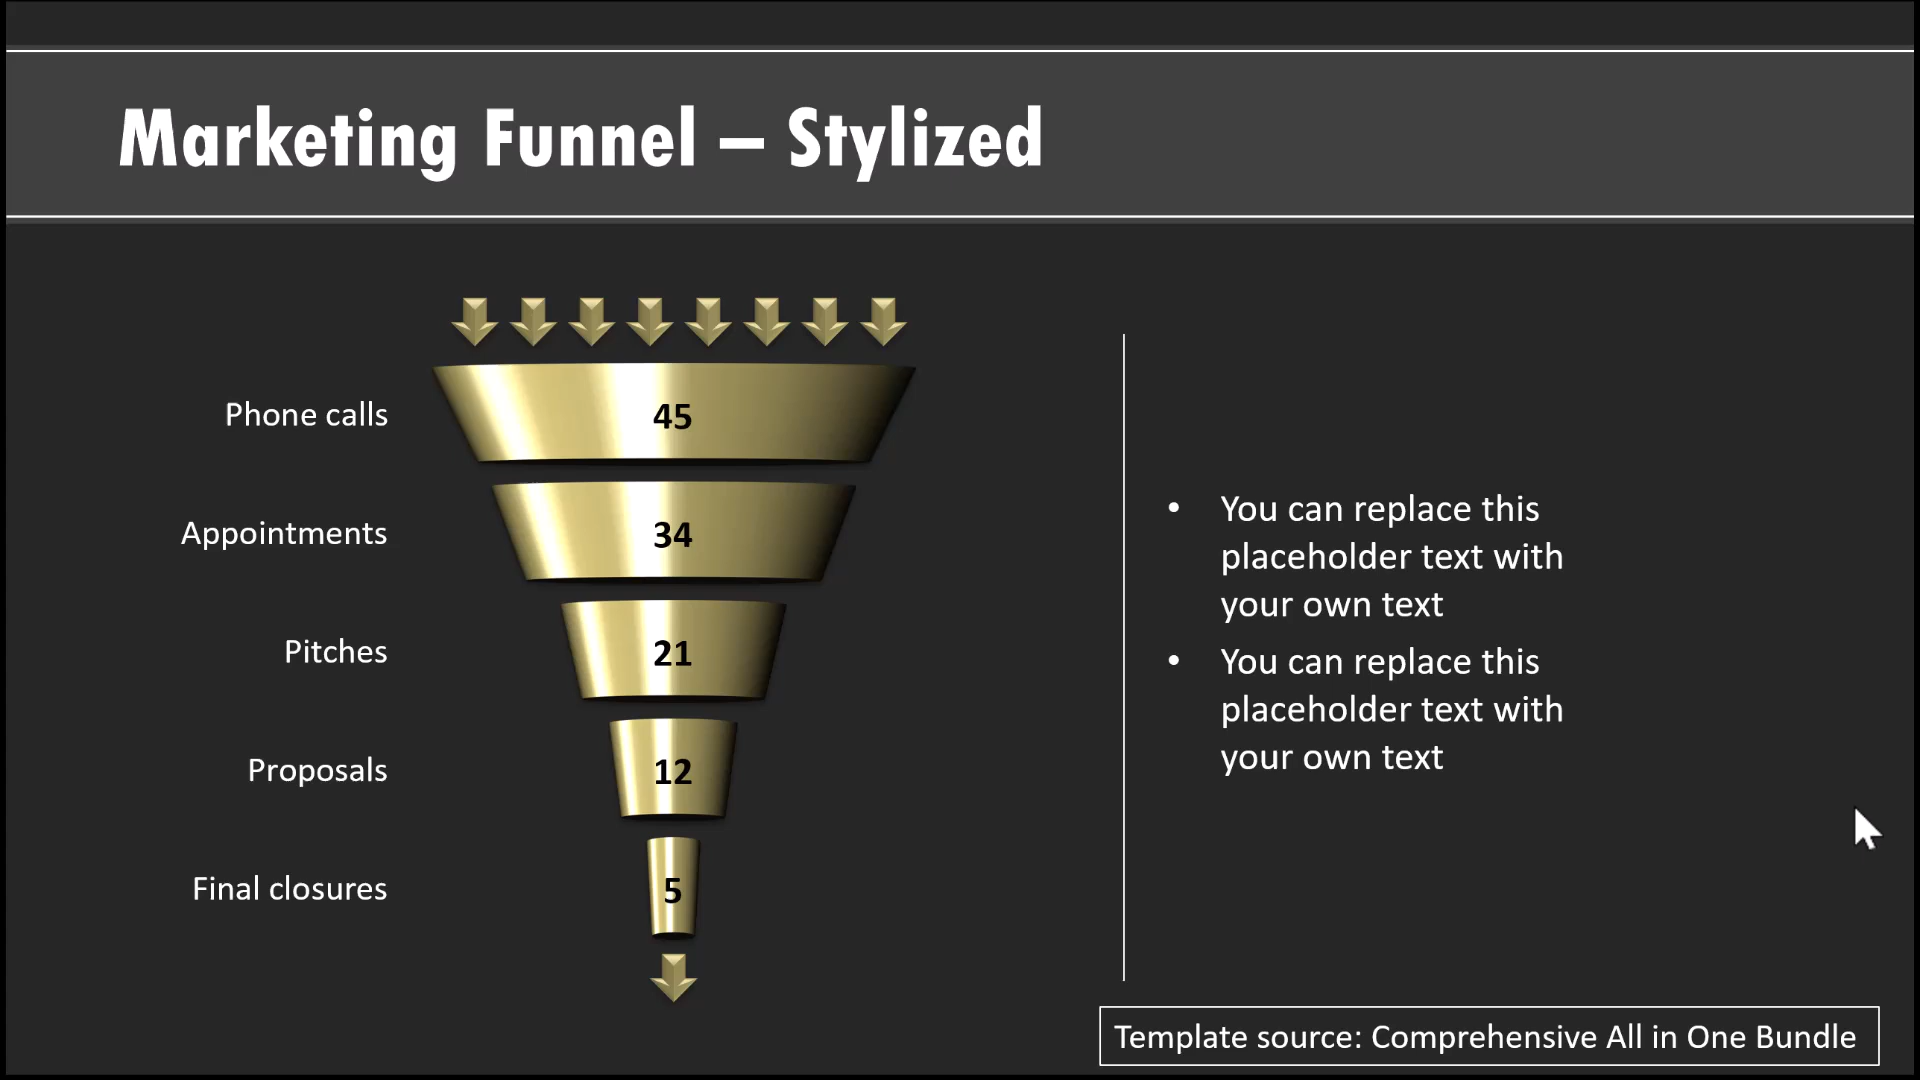 Marketing Funnel – Stylized
Phone calls
45
Appointments
34
Pitches
21
Proposals
12
Final closures
5
• You can replace this
placeholder text with
your own text
• You can replace this
placeholder text with
your own text
Template source: Comprehensive All in One Bundle